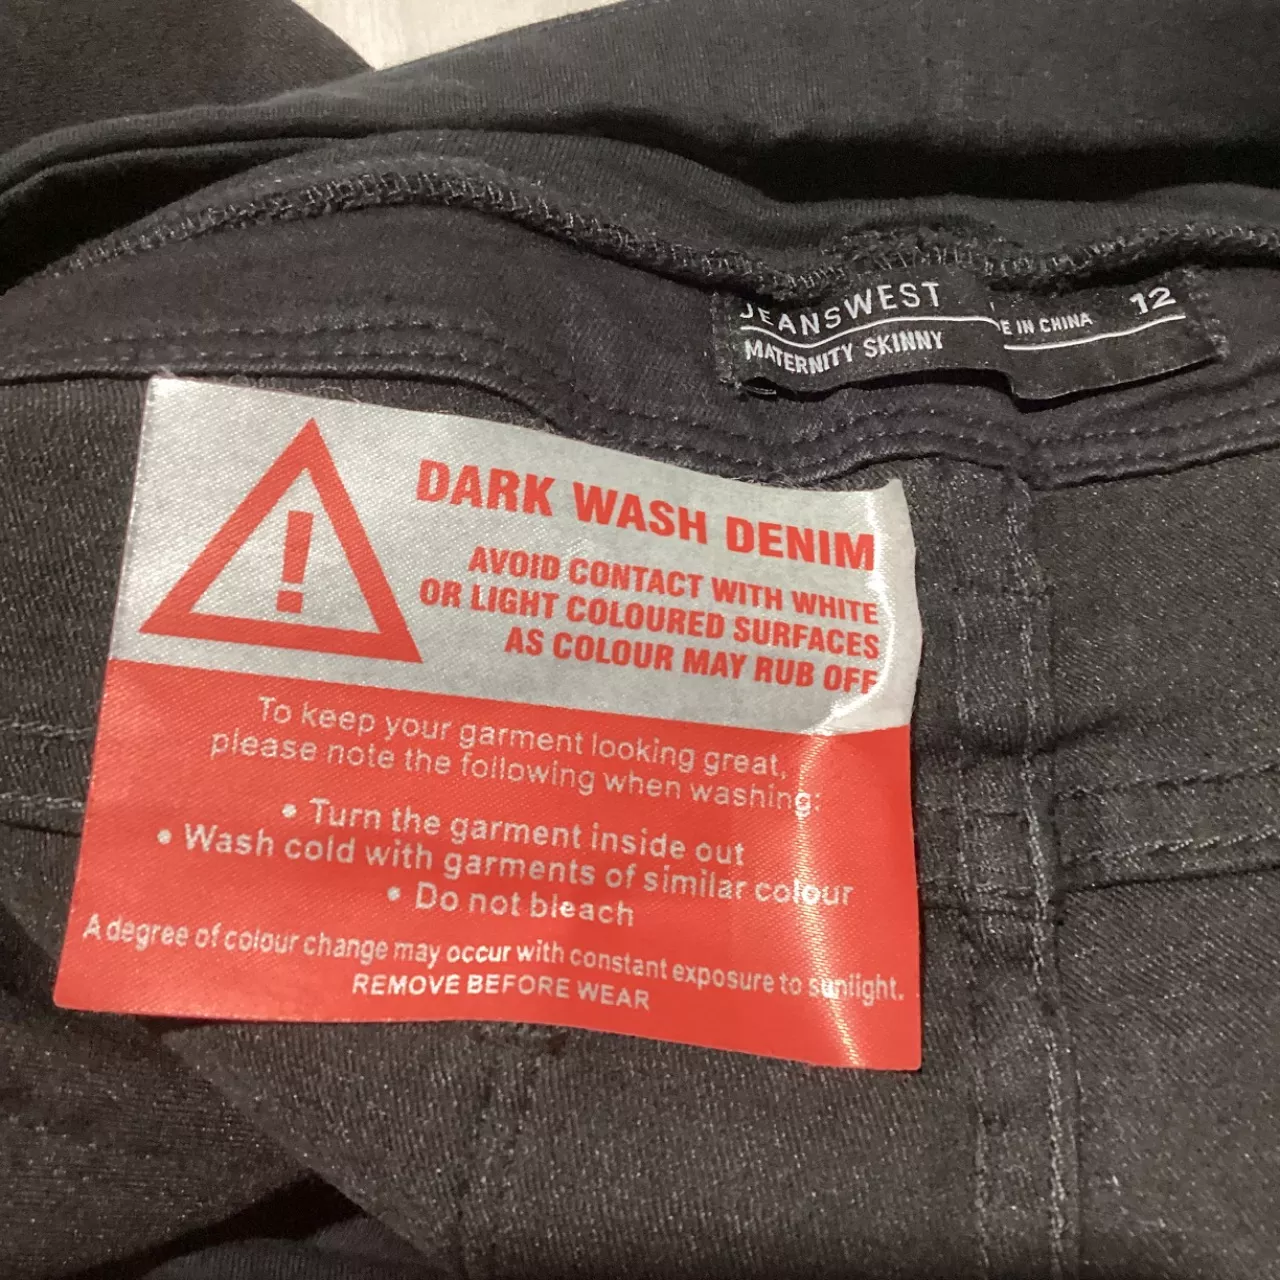 JEANSWEST
MATERNITY SKINNY
E IN CHINA
12
!
DARK WASH DENIM
AVOID CONTACT WITH WHITE
OR LIGHT COLOURED SURFACES
AS COLOUR MAY RUB OFF
To keep your garment looking great,
please note the following when washing:
• Turn the garment inside out
• Wash cold with garments of similar colour
• Do not bleach
A degree of colour change may occur with constant exposure to sunlight.
REMOVE BEFORE WEAR